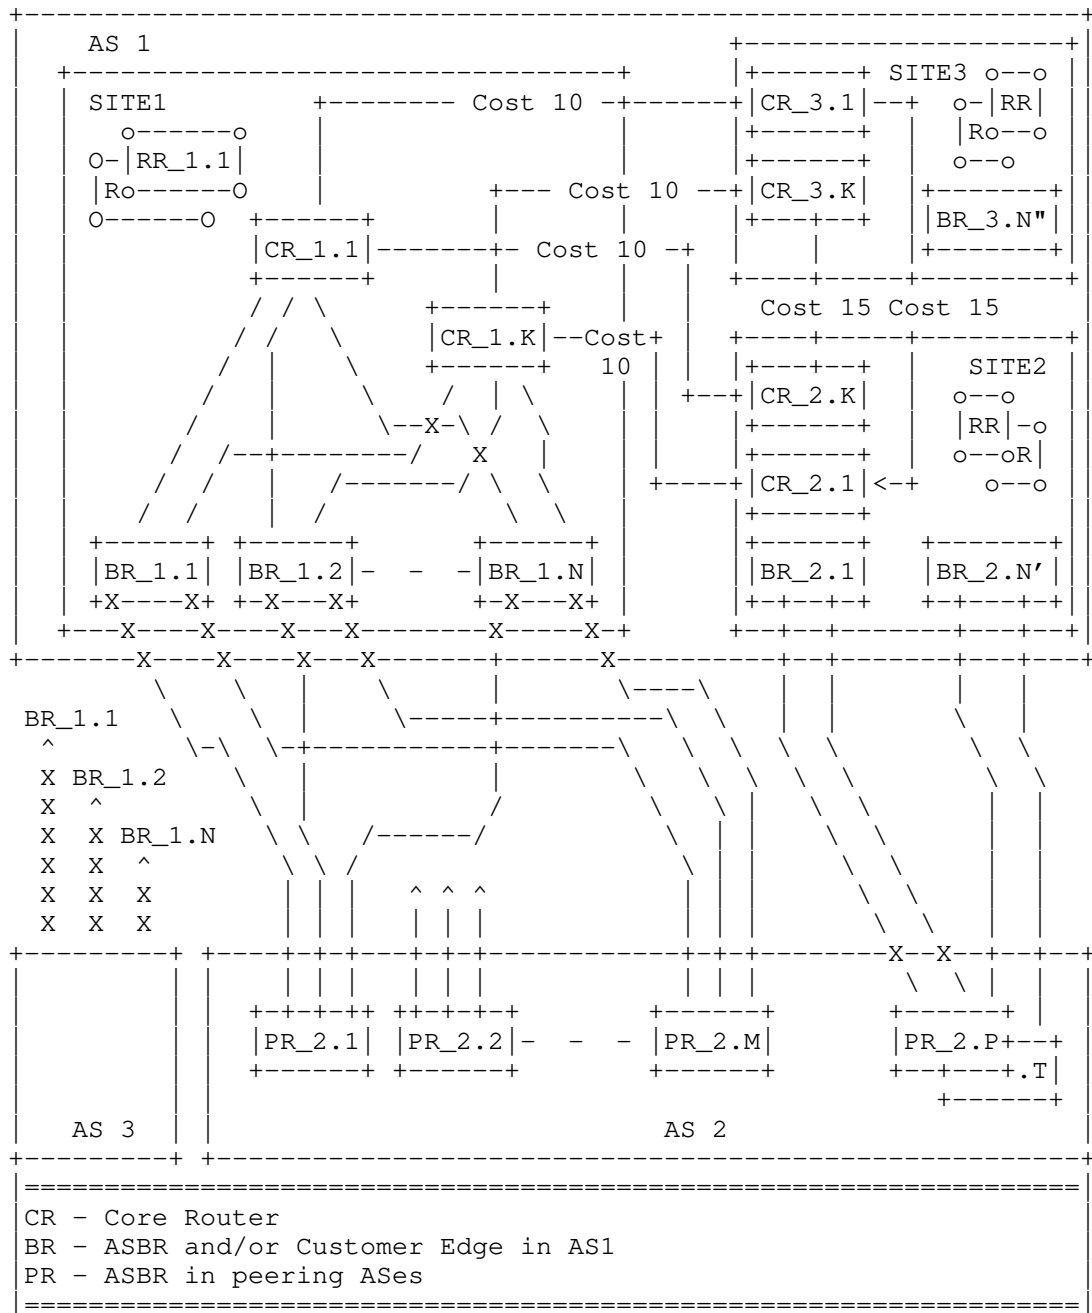 AS 1
SITE3
SITE1 Cost 10 CR_3.1 RR
R
RR_1.1
R Cost 10 CR_3.K
BR_3.N"
CR_1.1 Cost 10
Cost 15 Cost 15
CR_1.K Cost
10 SITE2
CR_2.K
RR
R
CR_2.1
BR_1.1 BR_1.2 BR_1.N BR_2.1 BR_2.N'
BR_1.1
BR_1.2
BR_1.N
PR_2.1 PR_2.2 PR_2.M PR_2.P
.T
AS 3 AS 2
CR - Core Router
BR - ASBR and/or Customer Edge in AS1
PR - ASBR in peering ASes